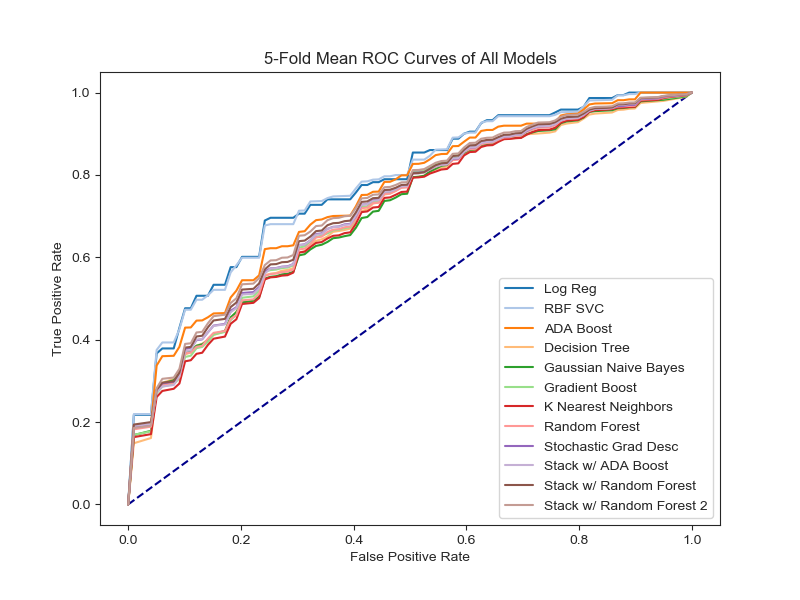 5-Fold Mean ROC Curves of All Models
True Positive Rate
1.0
0.8
0.6
0.4
0.2
0.0
Log Reg
RBF SVC
ADA Boost
Decision Tree
Gaussian Naive Bayes
Gradient Boost
K Nearest Neighbors
Random Forest
Stochastic Grad Desc
Stack w/ ADA Boost
Stack w/ Random Forest
Stack w/ Random Forest 2
0.0 0.2 0.4 0.6 0.8 1.0
False Positive Rate